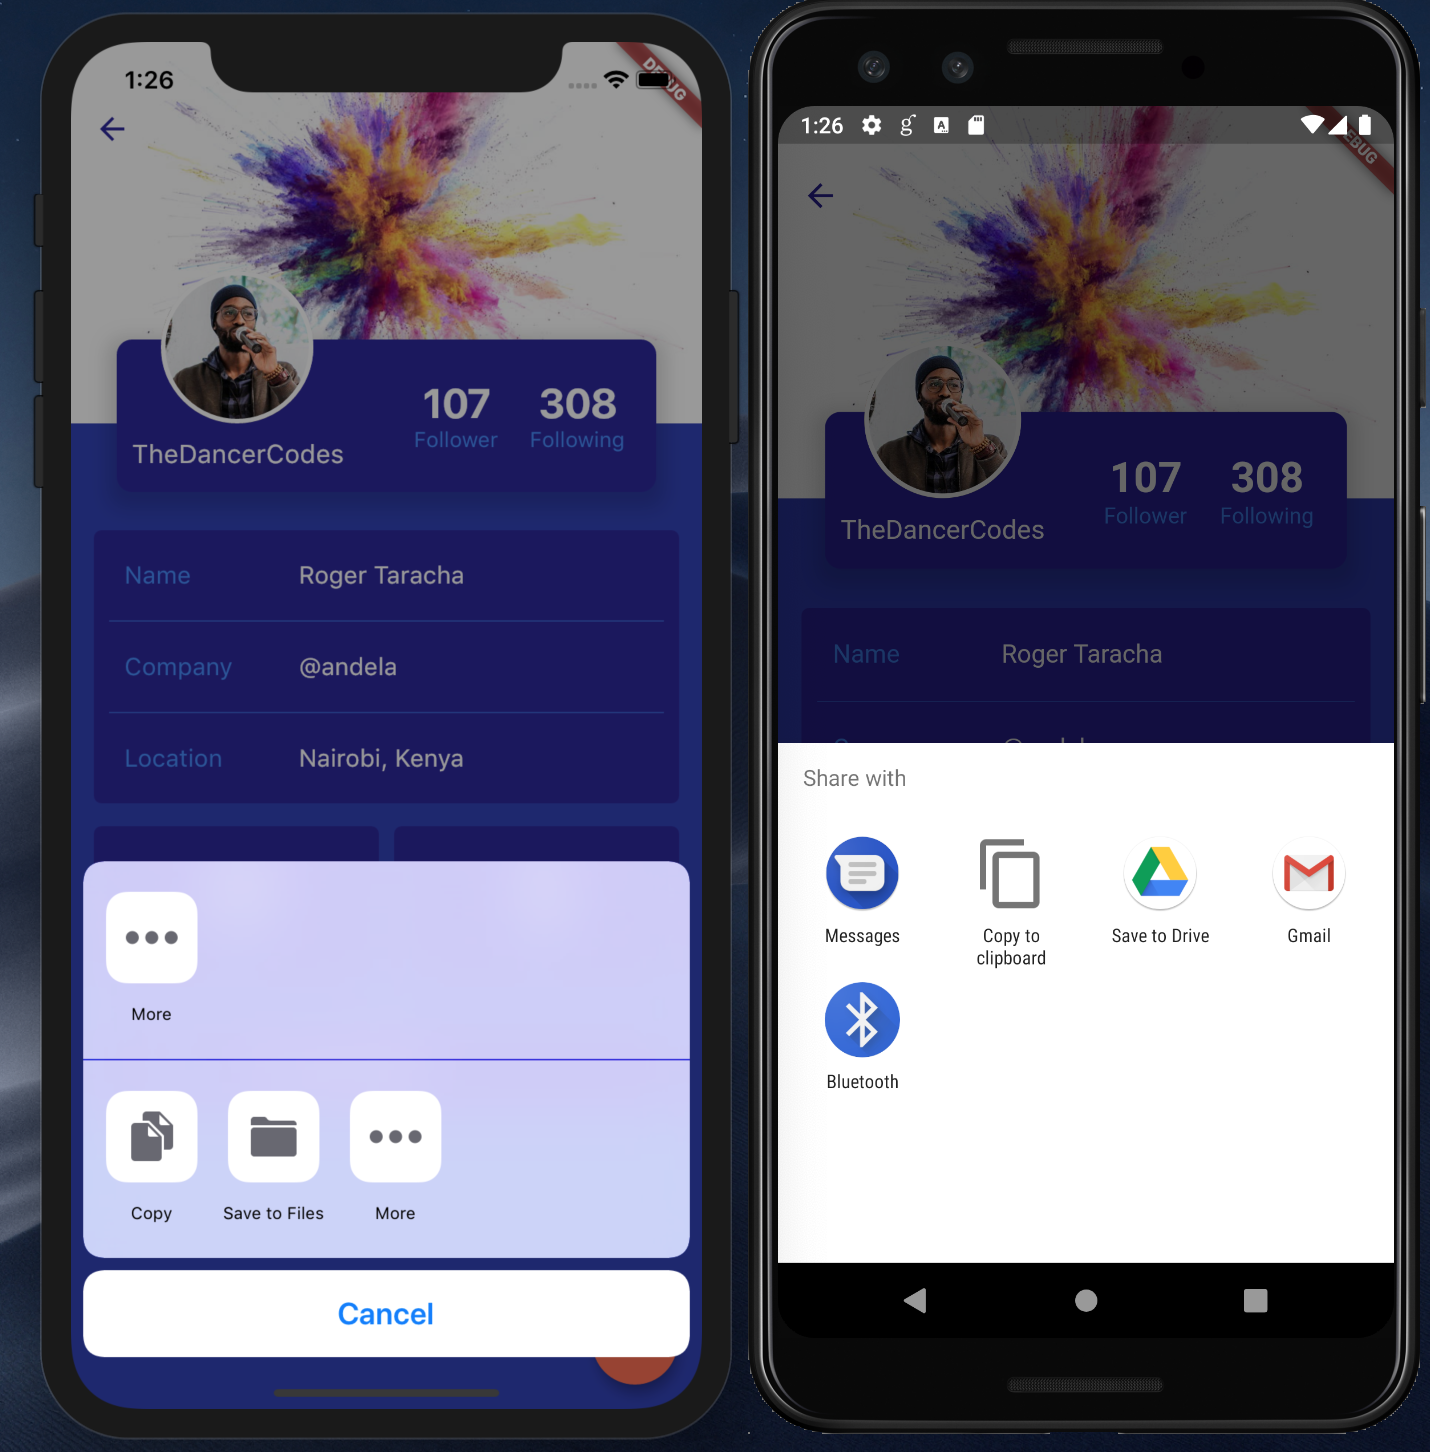 1:26
DEBUG
107
308
Follower
Following
TheDancerCodes
Name
Roger Taracha
Company
@andela
Location
Nairobi, Kenya
More
Copy
Save to Files
More
Cancel
1:26
107
308
Follower
Following
TheDancerCodes
Name
Roger Taracha
Share with
Messages
Copy to
clipboard
Save to Drive
Gmail
Bluetooth